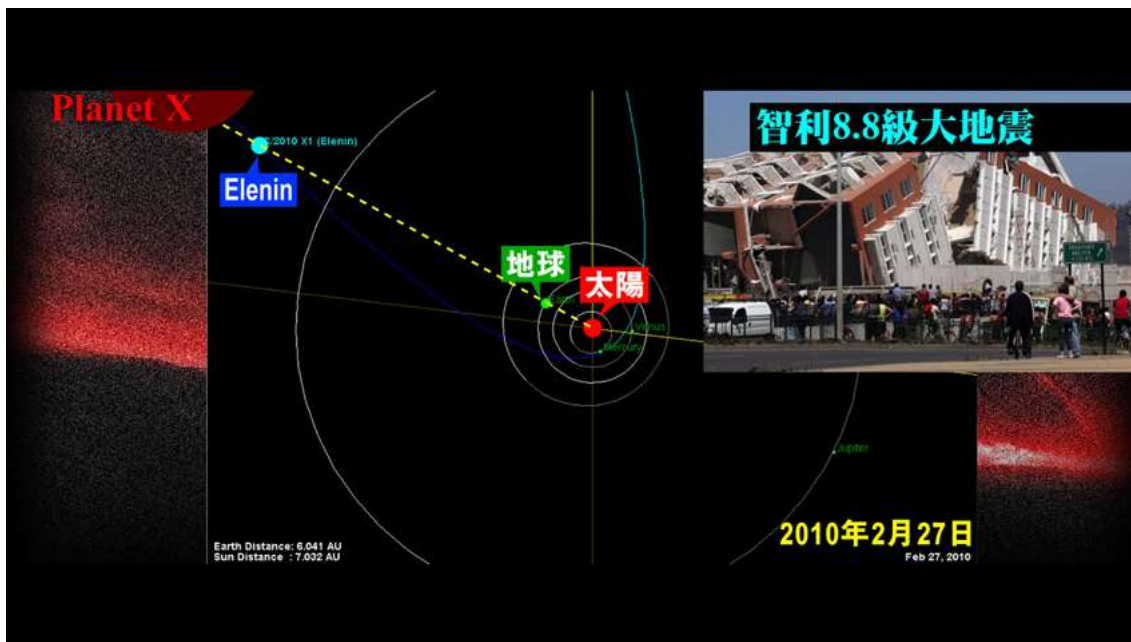 Planet X
C/2010 X1 (Elenin)
Elenin
智利8.8級大地震
地球
太陽
Earth
Venus
Mercury
Jupiter
Earth Distance: 6.041 AU
Sun Distance : 7.032 AU
2010年2月27日
Feb 27, 2010